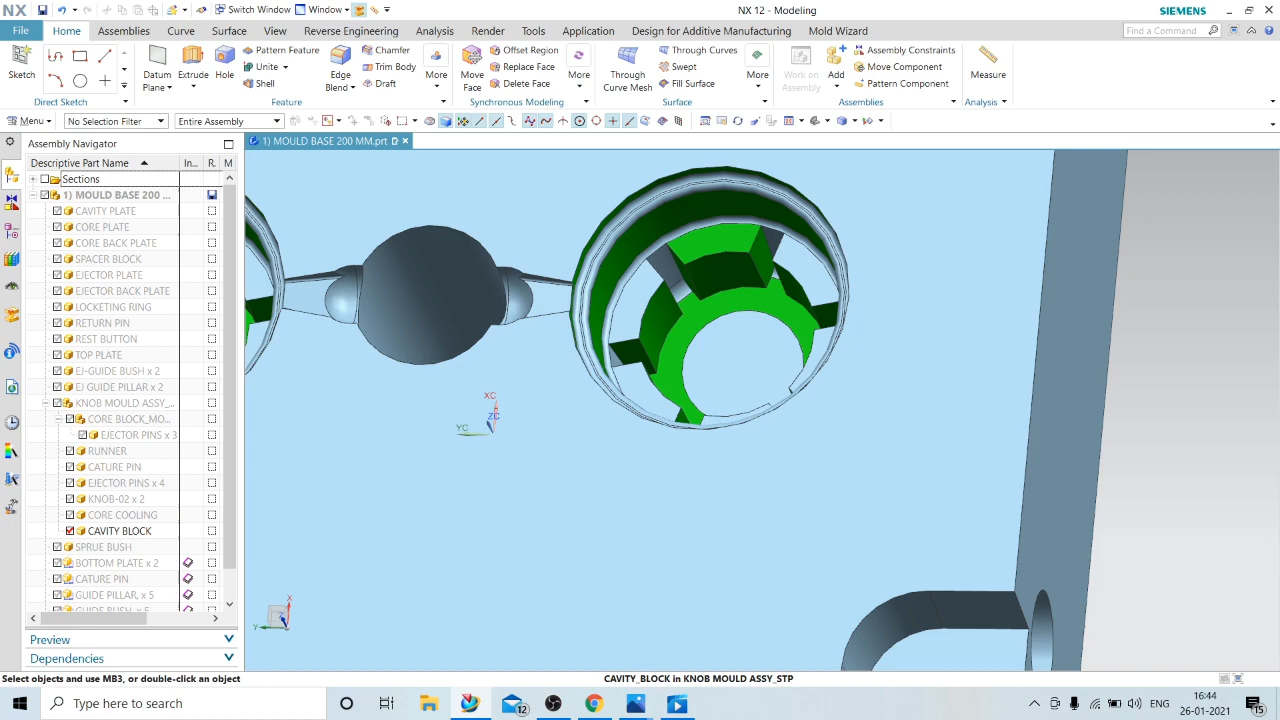 NX
Switch Window
Window
NX 12 - Modeling
SIEMENS
File
Home
Assemblies
Curve
Surface
View
Reverse Engineering
Analysis
Render
Tools
Application
Design for Additive Manufacturing
Mold Wizard
Find a Command
Sketch
Direct Sketch
Datum Plane
Extrude
Hole
Pattern Feature
Unite
Shell
Edge Blend
Chamfer
Trim Body
Draft
More
Feature
Move Face
Offset Region
Replace Face
Delete Face
More
Synchronous Modeling
Through Curve Mesh
Through Curves
Swept
Fill Surface
More
Surface
Work on Assembly
Add
Assembly Constraints
Move Component
Pattern Component
Assemblies
Measure
Analysis
Menu
No Selection Filter
Entire Assembly
Assembly Navigator
1) MOULD BASE 200 MM.prt
Descriptive Part Name
In...
R.
M
Sections
1) MOULD BASE 200 ...
CAVITY PLATE
CORE PLATE
CORE BACK PLATE
SPACER BLOCK
EJECTOR PLATE
EJECTOR BACK PLATE
LOCKETING RING
RETURN PIN
REST BUTTON
TOP PLATE
EJ-GUIDE BUSH x 2
EJ GUIDE PILLAR x 2
KNOB MOULD ASSY_...
CORE BLOCK_MO...
EJECTOR PINS x 3
RUNNER
CATURE PIN
EJECTOR PINS x 4
KNOB-02 x 2
CORE COOLING
CAVITY BLOCK
SPRUE BUSH
BOTTOM PLATE x 2
CATURE PIN
GUIDE PILLAR, x 5
GUIDE BUSH, x 5
Preview
Dependencies
XC
ZC
YC
X
Y
Select objects and use MB3, or double-click an object
CAVITY_BLOCK in KNOB MOULD ASSY_STP
Type here to search
12
ENG
16:44
26-01-2021
15